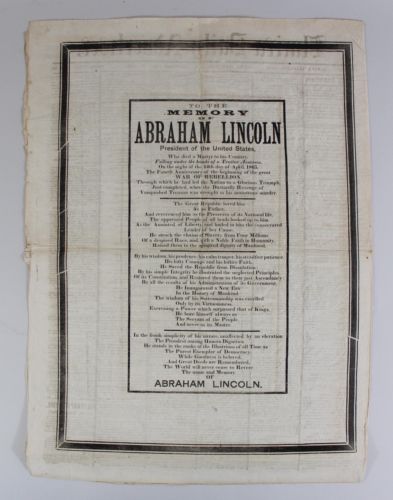 TO THE
MEMORY
OF
ABRAHAM LINCOLN
President of the United States,
Who died a Martyr to his Country,
Falling under the hands of a Traitor Assassin,
On the night of the 14th day of April, 1865,
The Fourth Anniversary of the beginning of the great
WAR OF REBELLION,
Through which he had led the Nation to a Glorious Triumph,
Just completed, when the Dastardly Revenge of
Vanquished Treason was wrought in his monstrous murder.
The Great Republic loved him
As its Father,
And reverenced him as the Preserver of its National life.
The oppressed People of all lands looked up to him
As the Anointed of Liberty, and hailed in him the consecrated
Leader of her Cause.
He struck the chains of Slavery from Four Millions
Of a despised Race, and, with a Noble Faith in Humanity,
Raised them to the admitted dignity of Manhood.
By his wisdom, his prudence, his calm temper, his steadfast patience,
His lofty Courage and his loftier Faith,
He Saved the Republic from Dissolution,
By his simple Integrity, he illustrated the neglected Principles
Of its Constitution, and Restored them to their just Ascendancy;
By all the results of his Administration of its Government,
He Inaugurated a New Era
In the History of Mankind.
The wisdom of his Statesmanship was excelled
Only by its Virtuousness.
Exercising a Power which surpassed that of Kings,
He bore himself always as
The Servant of the People,
And never as its Master.
In the frank simplicity of his nature, unaffected by an elevation
The Proudest among Human Dignities
He stands in the ranks of the Illustrious of all Time as
The Purest Exemplar of Democracy.
While Goodness is beloved,
And Great Deeds are Remembered,
The World will never cease to Revere
The name and Memory
OF
ABRAHAM LINCOLN.